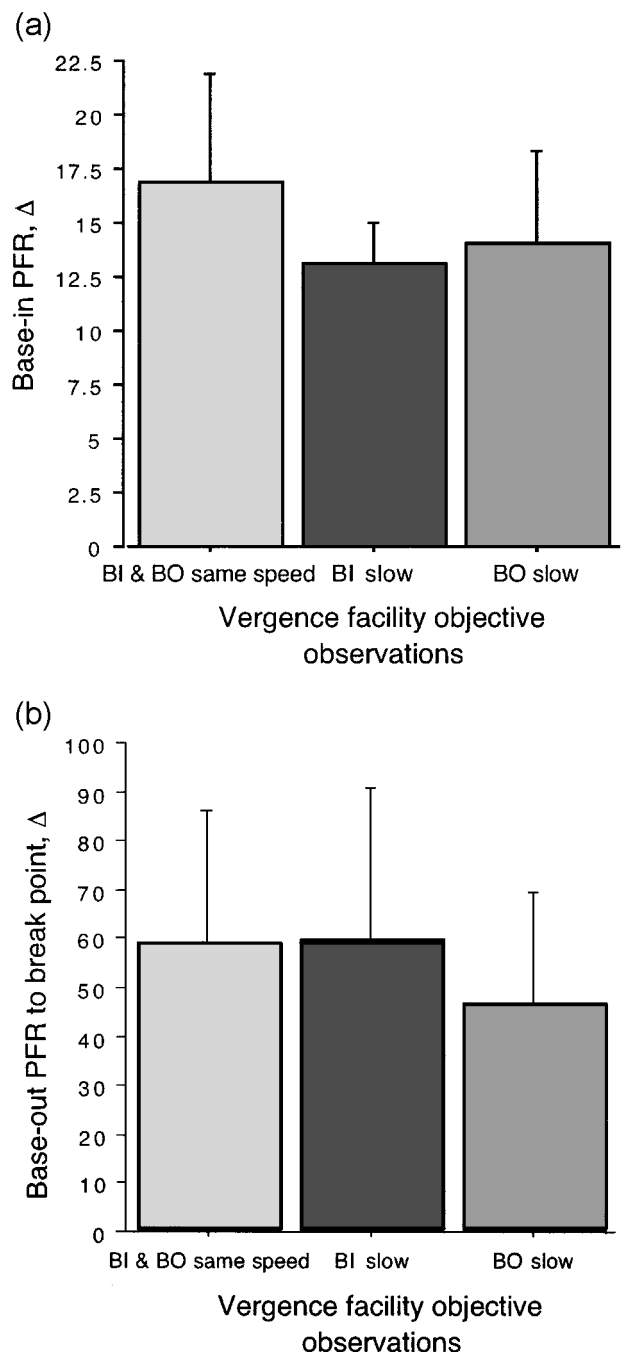 (a)
Base-in PFR, Δ
22.5
20
17.5
15
12.5
10
7.5
5
2.5
0
BI & BO same speed
BI slow
BO slow
Vergence facility objective
observations
(b)
Base-out PFR to break point, Δ
100
90
80
70
60
50
40
30
20
10
0
BI & BO same speed
BI slow
BO slow
Vergence facility objective
observations